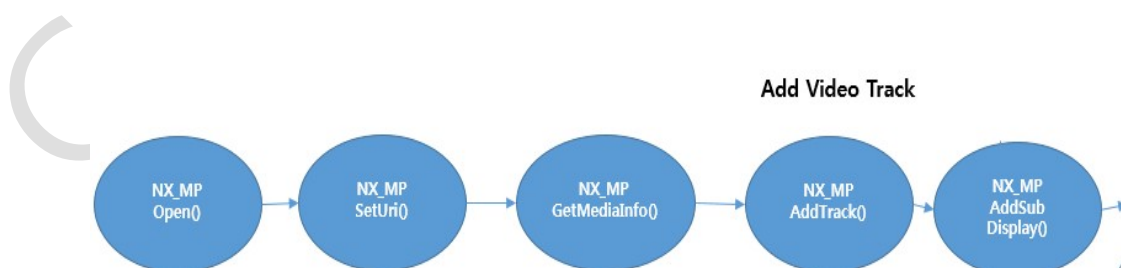 Add Video Track
NX_MP
Open()
NX_MP
SetUri()
NX_MP
GetMediaInfo()
NX_MP
AddTrack()
NX_MP
AddSub
Display()